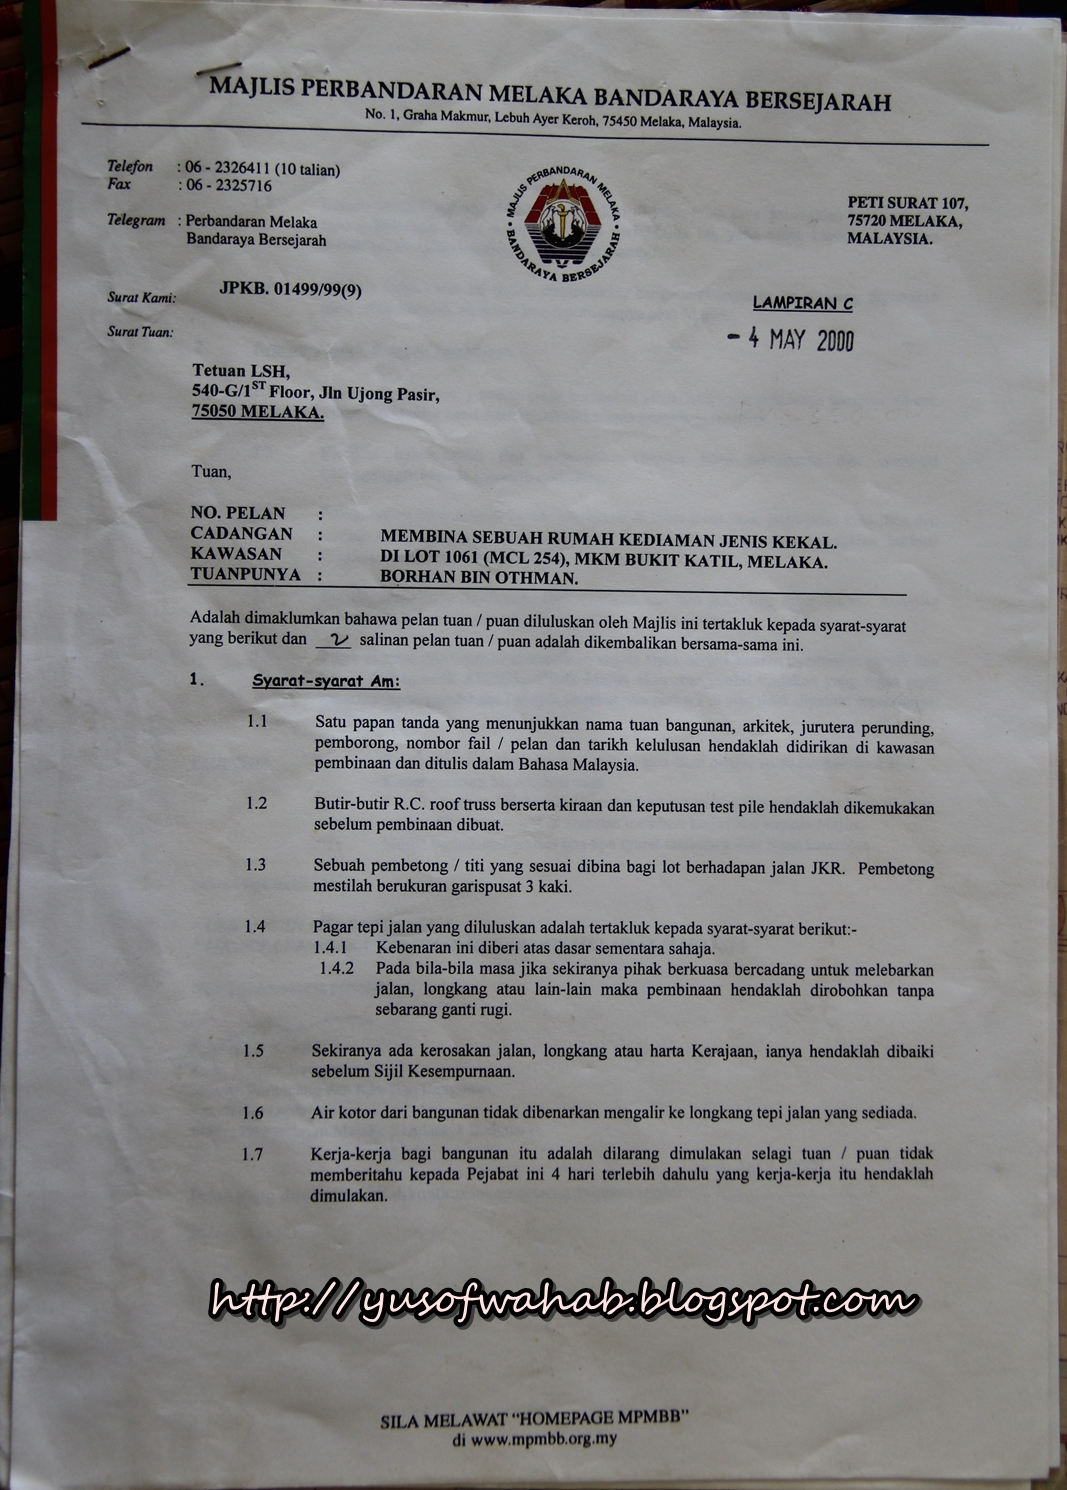 MAJLIS PERBANDARAN MELAKA BANDARAYA BERSEJARAH
No. 1, Graha Makmur, Lebuh Ayer Keroh, 75450 Melaka, Malaysia.
Telefon : 06 - 2326411 (10 talian)
Fax : 06 - 2325716
Telegram : Perbandaran Melaka
Bandaraya Bersejarah
MAJLIS PERBANDARAN MELAKA
BANDARAYA BERSEJARAH
PETI SURAT 107,
75720 MELAKA,
MALAYSIA.
Surat Kami: JPKB. 01499/99(9)
LAMPIRAN C
Surat Tuan:
- 4 MAY 2000
Tetuan LSH,
540-G/1ST Floor, Jln Ujong Pasir,
75050 MELAKA.
Tuan,
NO. PELAN :
CADANGAN : MEMBINA SEBUAH RUMAH KEDIAMAN JENIS KEKAL.
KAWASAN : DI LOT 1061 (MCL 254), MKM BUKIT KATIL, MELAKA.
TUANPUNYA : BORHAN BIN OTHMAN.
Adalah dimaklumkan bahawa pelan tuan / puan diluluskan oleh Majlis ini tertakluk kepada syarat-syarat
yang berikut dan 2 salinan pelan tuan / puan adalah dikembalikan bersama-sama ini.
1. Syarat-syarat Am:
1.1 Satu papan tanda yang menunjukkan nama tuan bangunan, arkitek, jurutera perunding,
pemborong, nombor fail / pelan dan tarikh kelulusan hendaklah didirikan di kawasan
pembinaan dan ditulis dalam Bahasa Malaysia.
1.2 Butir-butir R.C. roof truss berserta kiraan dan keputusan test pile hendaklah dikemukakan
sebelum pembinaan dibuat.
1.3 Sebuah pembetong / titi yang sesuai dibina bagi lot berhadapan jalan JKR. Pembetong
mestilah berukuran garispusat 3 kaki.
1.4 Pagar tepi jalan yang diluluskan adalah tertakluk kepada syarat-syarat berikut:-
1.4.1 Kebenaran ini diberi atas dasar sementara sahaja.
1.4.2 Pada bila-bila masa jika sekiranya pihak berkuasa bercadang untuk melebarkan
jalan, longkang atau lain-lain maka pembinaan hendaklah dirobohkan tanpa
sebarang ganti rugi.
1.5 Sekiranya ada kerosakan jalan, longkang atau harta Kerajaan, ianya hendaklah dibaiki
sebelum Sijil Kesempurnaan.
1.6 Air kotor dari bangunan tidak dibenarkan mengalir ke longkang tepi jalan yang sediada.
1.7 Kerja-kerja bagi bangunan itu adalah dilarang dimulakan selagi tuan / puan tidak
memberitahu kepada Pejabat ini 4 hari terlebih dahulu yang kerja-kerja itu hendaklah
dimulakan.
http://yusofwahab.blogspot.com
SILA MELAWAT "HOMEPAGE MPMBB"
di www.mpmbb.org.my